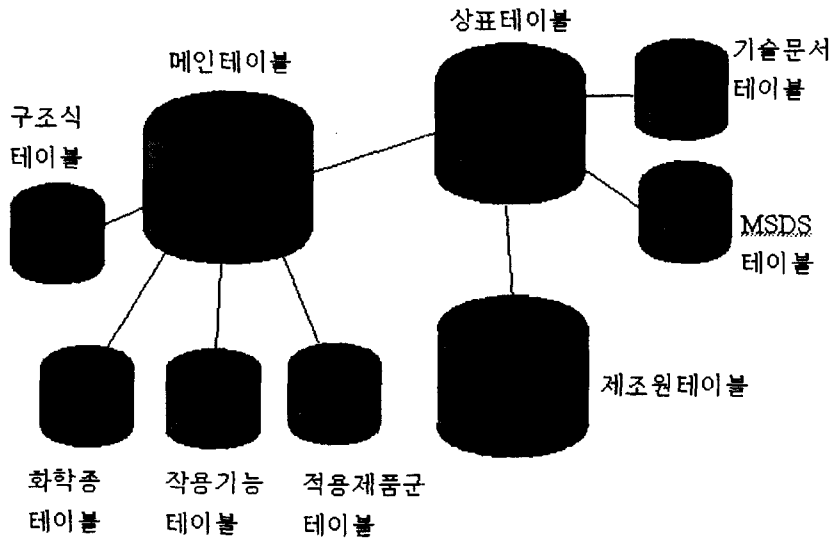 상표테이블
메인테이블
기술문서
테이블
구조식
테이블
MSDS
테이블
제조원테이블
화학종
테이블
작용기능
테이블
적용제품군
테이블